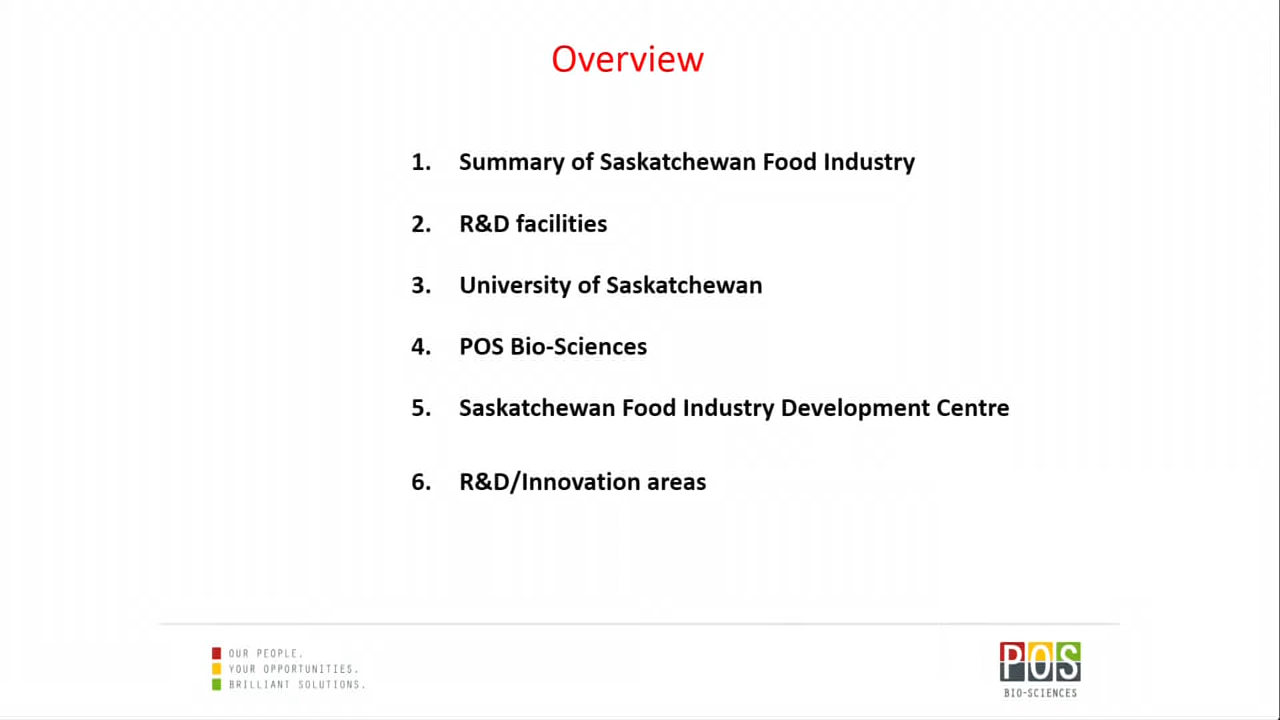 Overview
1. Summary of Saskatchewan Food Industry
2. R&D facilities
3. University of Saskatchewan
4. POS Bio-Sciences
5. Saskatchewan Food Industry Development Centre
6. R&D/Innovation areas
OUR PEOPLE.
YOUR OPPORTUNITIES.
BRILLIANT SOLUTIONS.
POS
BIO-SCIENCES